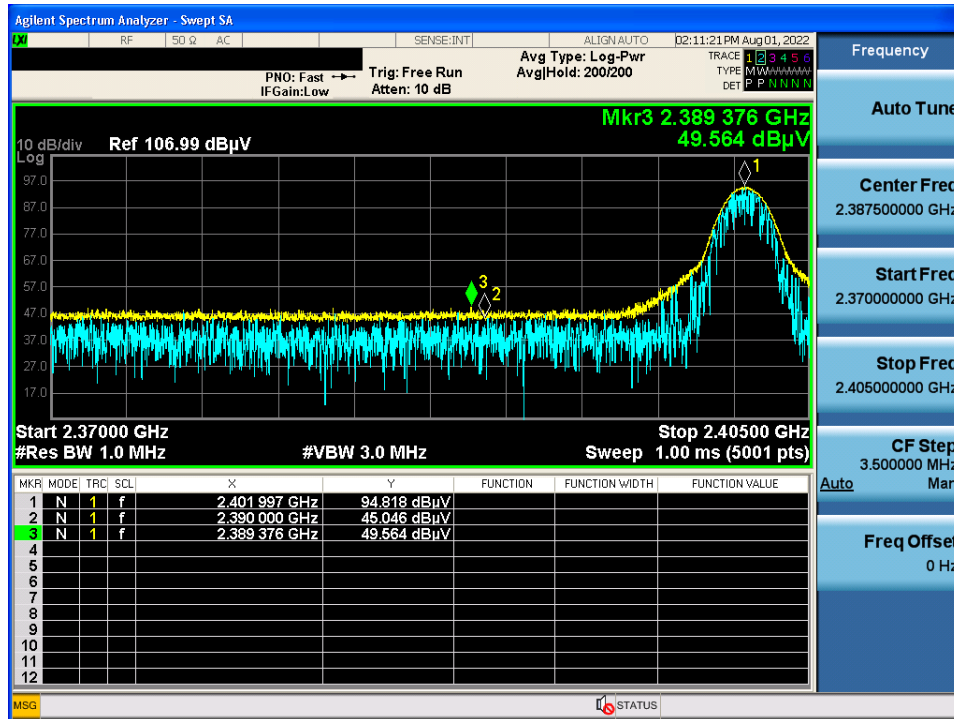 Agilent Spectrum Analyzer - Swept SA
LXI RF 50 Ω AC SENSE:INT ALIGN AUTO 02:11:21 PM Aug 01, 2022
PNO: Fast Trig: Free Run Avg Type: Log-Pwr TRACE 1 2 3 4 5 6
IFGain:Low Atten: 10 dB Avg|Hold: 200/200 TYPE M W W W W W
DET P P N N N N
Frequency
Mkr3 2.389 376 GHz
49.564 dBµV
10 dB/div Ref 106.99 dBµV
Log
97.0
87.0
77.0
67.0
57.0
47.0
37.0
27.0
17.0
1
3
2
Start 2.37000 GHz Stop 2.40500 GHz
#Res BW 1.0 MHz #VBW 3.0 MHz Sweep 1.00 ms (5001 pts)
MKR MODE TRC SCL X Y FUNCTION FUNCTION WIDTH FUNCTION VALUE
1 N 1 f 2.401 997 GHz 94.818 dBµV
2 N 1 f 2.390 000 GHz 45.046 dBµV
3 N 1 f 2.389 376 GHz 49.564 dBµV
4
5
6
7
8
9
10
11
12
Auto Tune
Center Freq
2.387500000 GHz
Start Freq
2.370000000 GHz
Stop Freq
2.405000000 GHz
CF Step
3.500000 MHz
Auto Man
Freq Offset
0 Hz
MSG STATUS